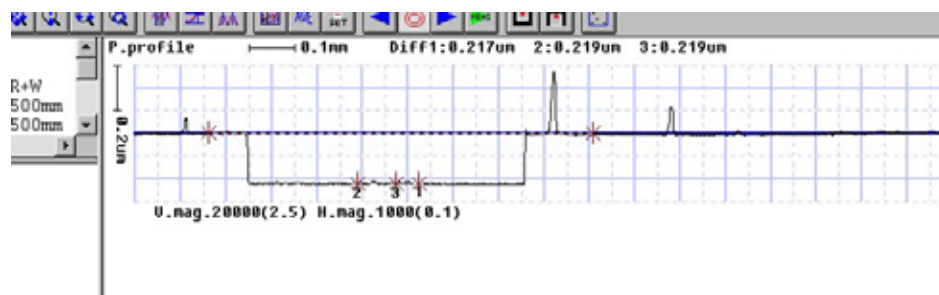 P.profile 0.1mm Diff1:0.217um 2:0.219um 3:0.219um
R+W
500mm
500mm
0.2um
2 3 1
V.mag.20000(2.5) H.mag.1000(0.1)